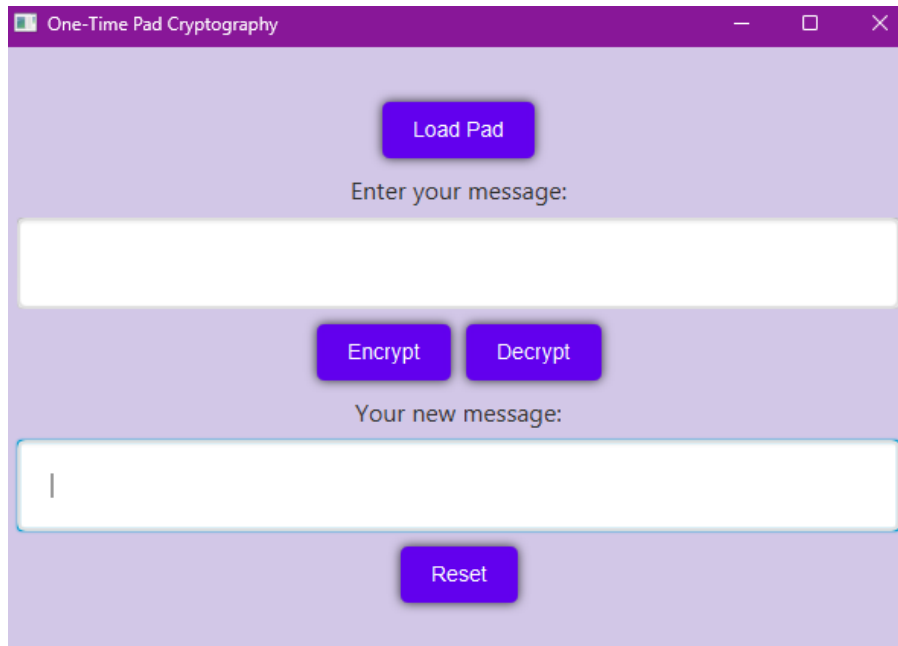 One-Time Pad Cryptography
Load Pad
Enter your message:
Encrypt Decrypt
Your new message:
Reset